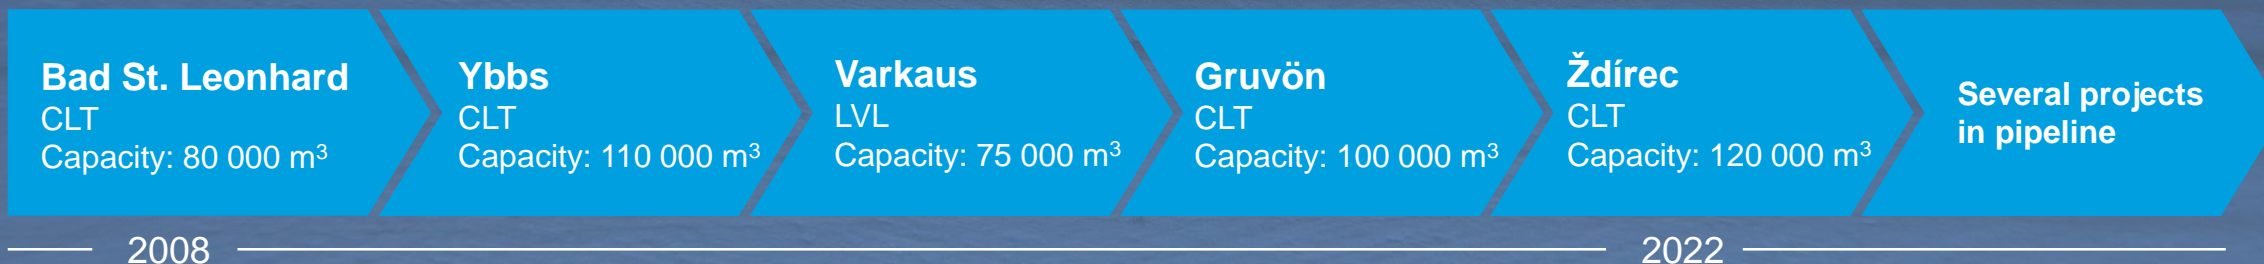 Bad St. Leonhard
CLT
Capacity: 80 000 m³
Ybbs
CLT
Capacity: 110 000 m³
Varkaus
LVL
Capacity: 75 000 m³
Gruvön
CLT
Capacity: 100 000 m³
Ždírec
CLT
Capacity: 120 000 m³
Several projects
in pipeline
2008
2022